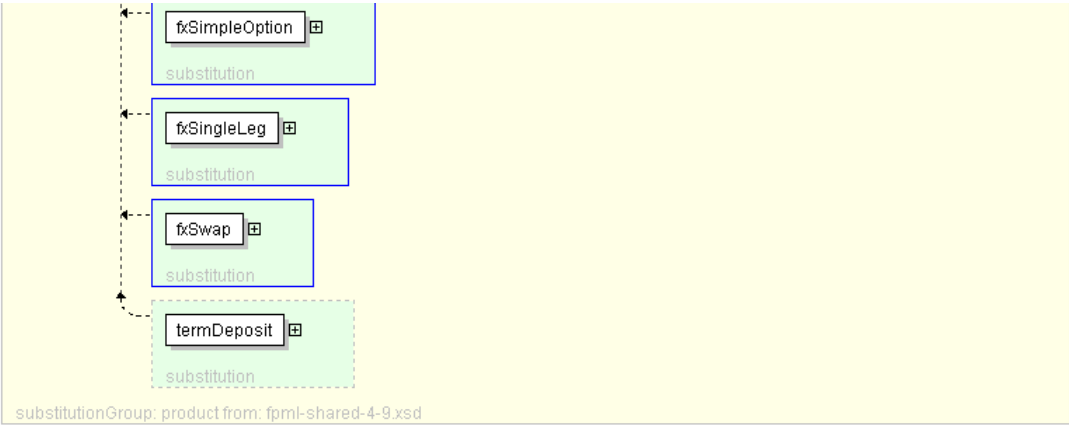 fxSimpleOption
substitution
fxSingleLeg
substitution
fxSwap
substitution
termDeposit
substitution
substitutionGroup: product from: fpml-shared-4-9.xsd